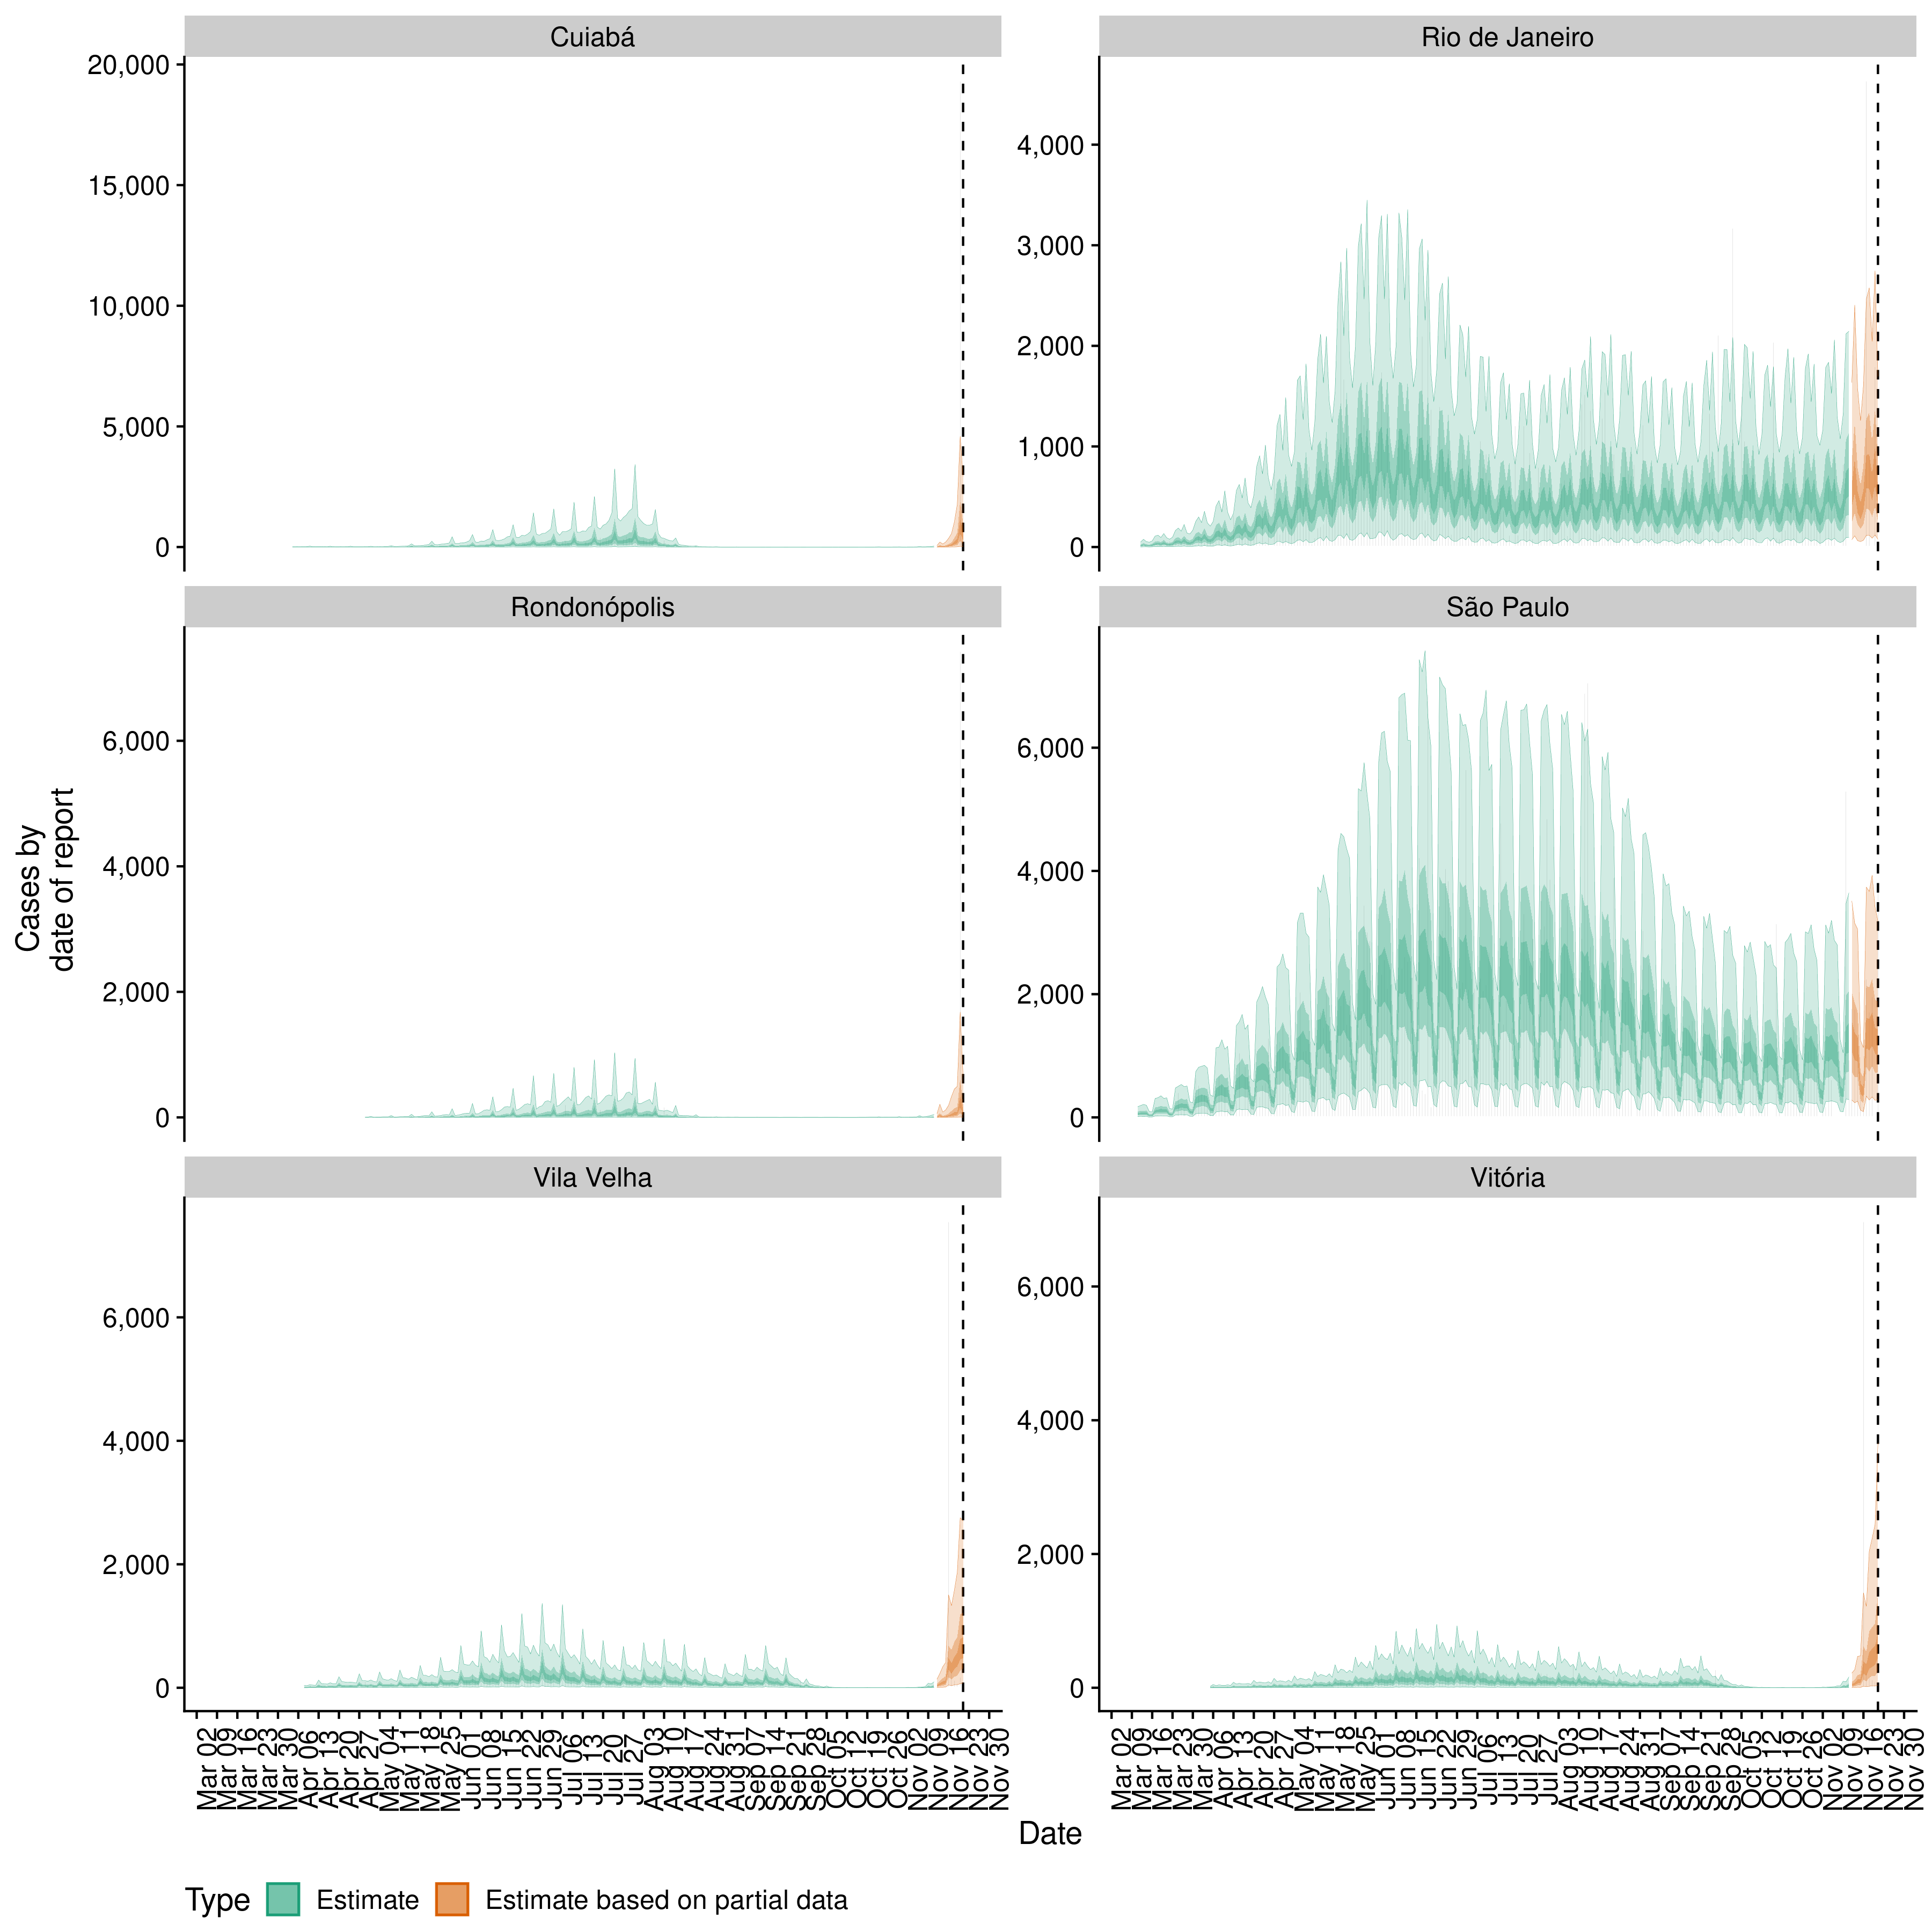 Cuiabá
20,000
15,000
10,000
5,000
0
Rio de Janeiro
4,000
3,000
2,000
1,000
0
Rondonópolis
6,000
4,000
2,000
0
São Paulo
6,000
4,000
2,000
0
Cases by
date of report
Vila Velha
6,000
4,000
2,000
0
Vitória
6,000
4,000
2,000
0
Mar 02
Mar 09
Mar 16
Mar 23
Mar 30
Apr 06
Apr 13
Apr 20
Apr 27
May 04
May 11
May 18
May 25
Jun 01
Jun 08
Jun 15
Jun 22
Jun 29
Jul 06
Jul 13
Jul 20
Jul 27
Aug 03
Aug 10
Aug 17
Aug 24
Aug 31
Sep 07
Sep 14
Sep 21
Sep 28
Oct 05
Oct 12
Oct 19
Oct 26
Nov 02
Nov 09
Nov 16
Nov 23
Nov 30
Mar 02
Mar 09
Mar 16
Mar 23
Mar 30
Apr 06
Apr 13
Apr 20
Apr 27
May 04
May 11
May 18
May 25
Jun 01
Jun 08
Jun 15
Jun 22
Jun 29
Jul 06
Jul 13
Jul 20
Jul 27
Aug 03
Aug 10
Aug 17
Aug 24
Aug 31
Sep 07
Sep 14
Sep 21
Sep 28
Oct 05
Oct 12
Oct 19
Oct 26
Nov 02
Nov 09
Nov 16
Nov 23
Nov 30
Date
Type
Estimate
Estimate based on partial data